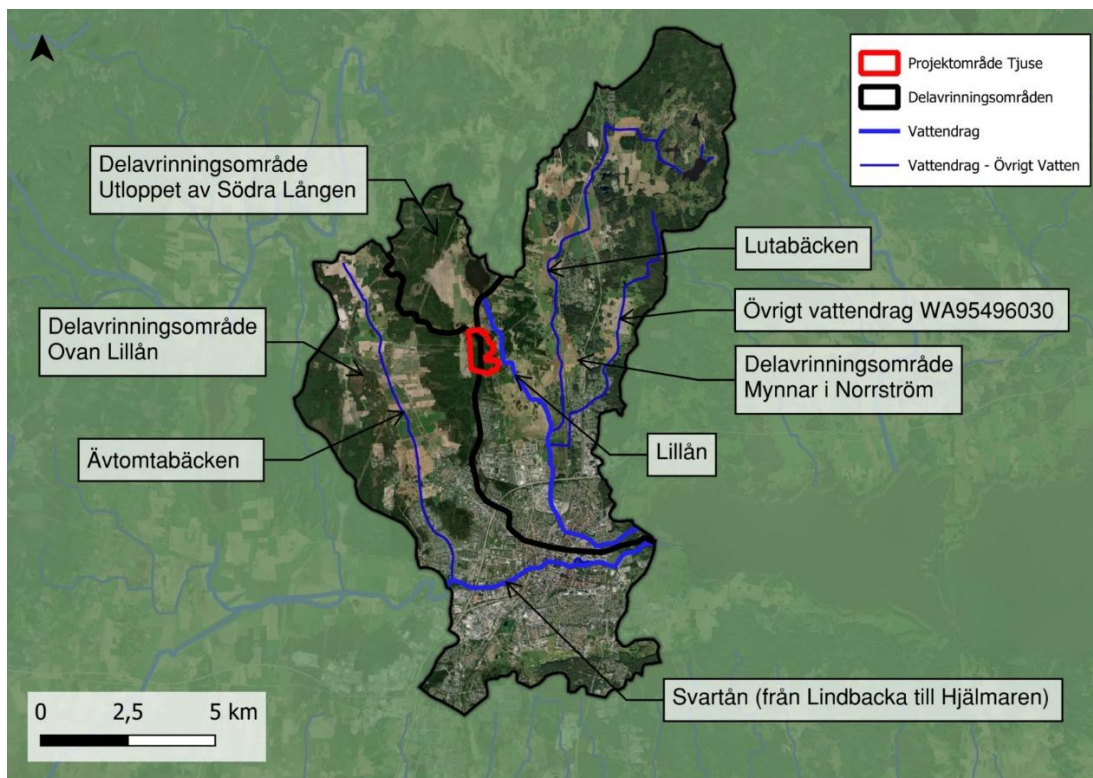 Projektområde Tjuse
Delavrinningsområden
Vattendrag
Vattendrag - Övrigt Vatten
Delavrinningsområde
Utloppet av Södra Lången
Lutabäcken
Övrigt vattendrag WA95496030
Delavrinningsområde
Ovan Lillån
Delavrinningsområde
Mynnar i Norrström
Ävtomtabäcken
Lillån
Svartån (från Lindbacka till Hjälmaren)
0 2,5 5 km